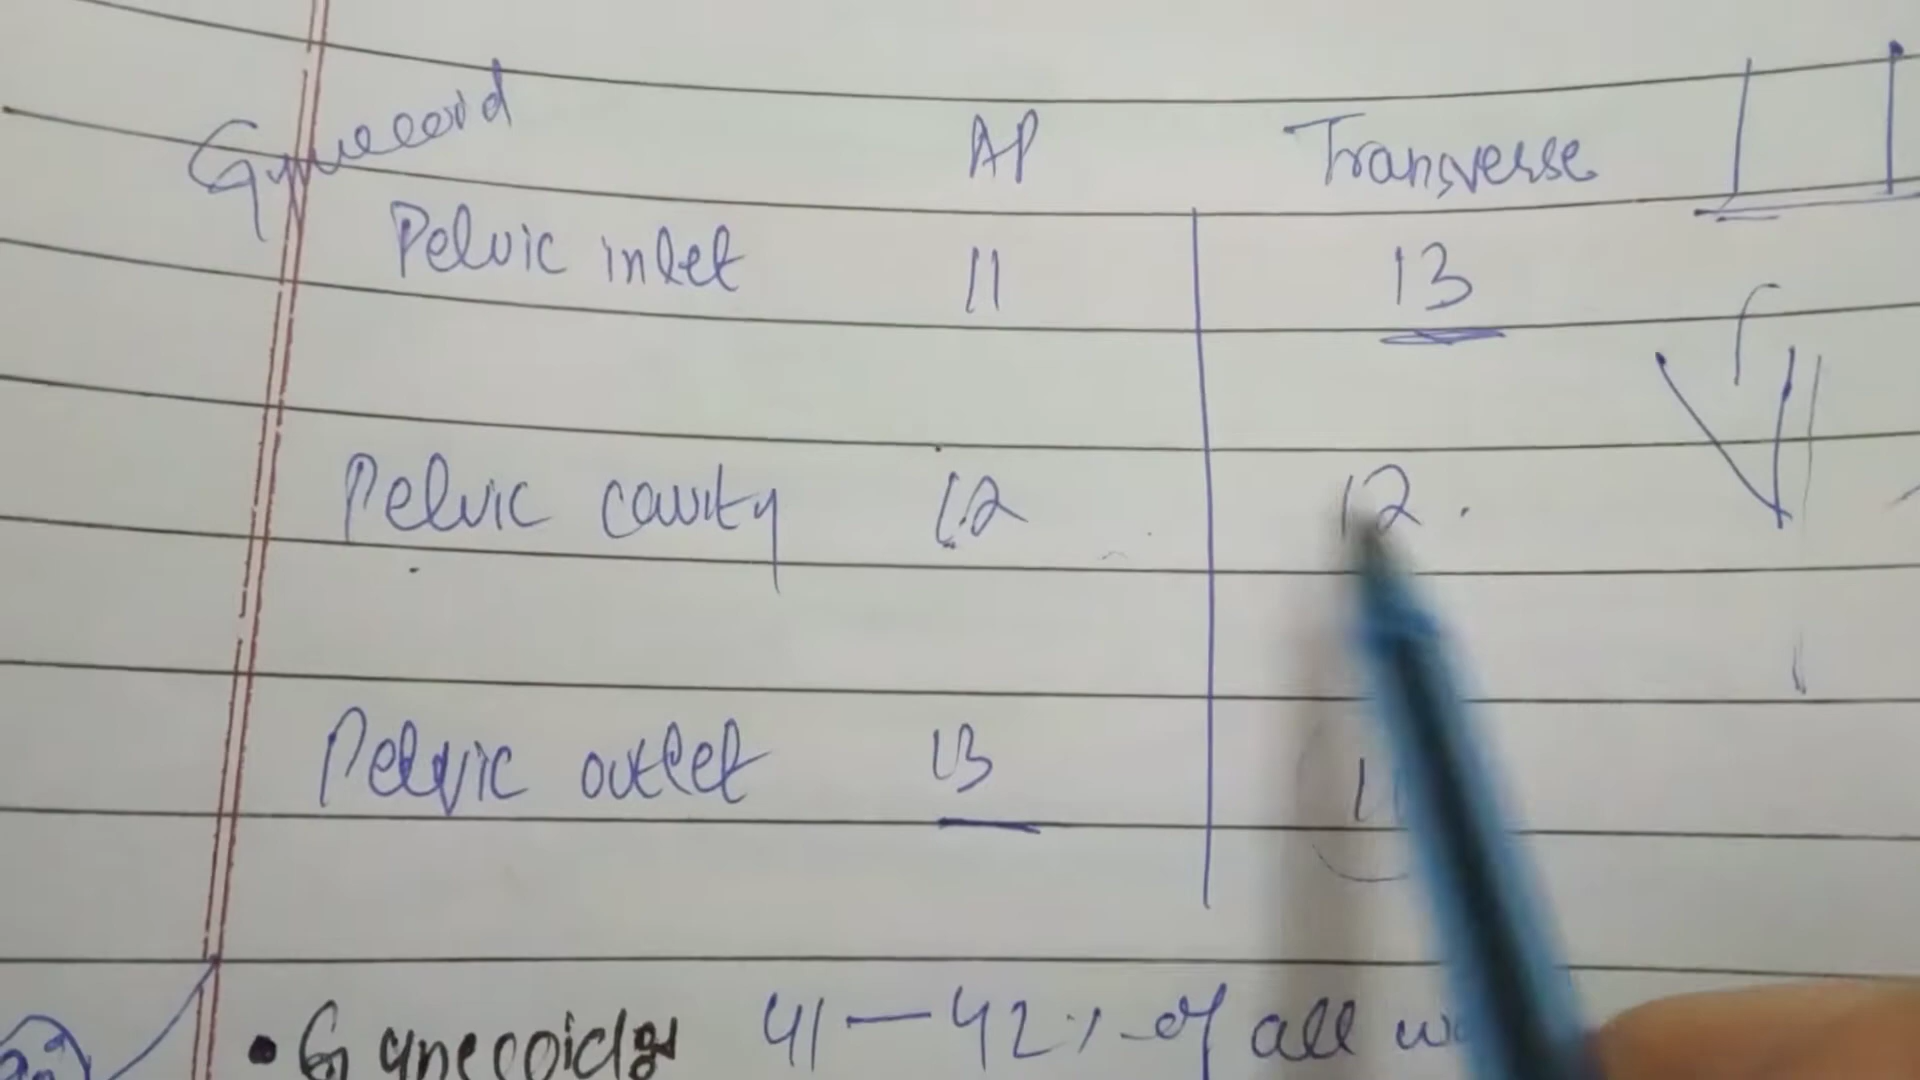 Gynecoid
AP Transverse
Pelvic inlet 11 13
Pelvic cavity 12 12
Pelvic outlet 13
• Gynecoid 41-42% of all